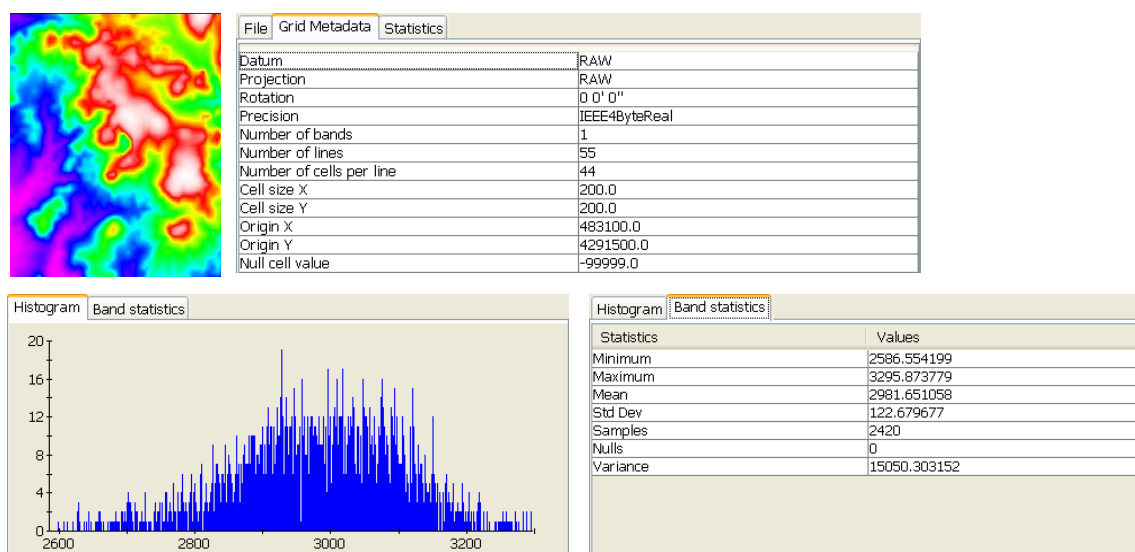 File Grid Metadata Statistics
Datum RAW
Projection RAW
Rotation 0 0' 0"
Precision IEEE4ByteReal
Number of bands 1
Number of lines 55
Number of cells per line 44
Cell size X 200.0
Cell size Y 200.0
Origin X 483100.0
Origin Y 4291500.0
Null cell value -99999.0
Histogram Band statistics
20
16
12
8
4
0
2600 2800 3000 3200
Histogram Band statistics
Statistics Values
Minimum 2586.554199
Maximum 3295.873779
Mean 2981.651058
Std Dev 122.679677
Samples 2420
Nulls 0
Variance 15050.303152